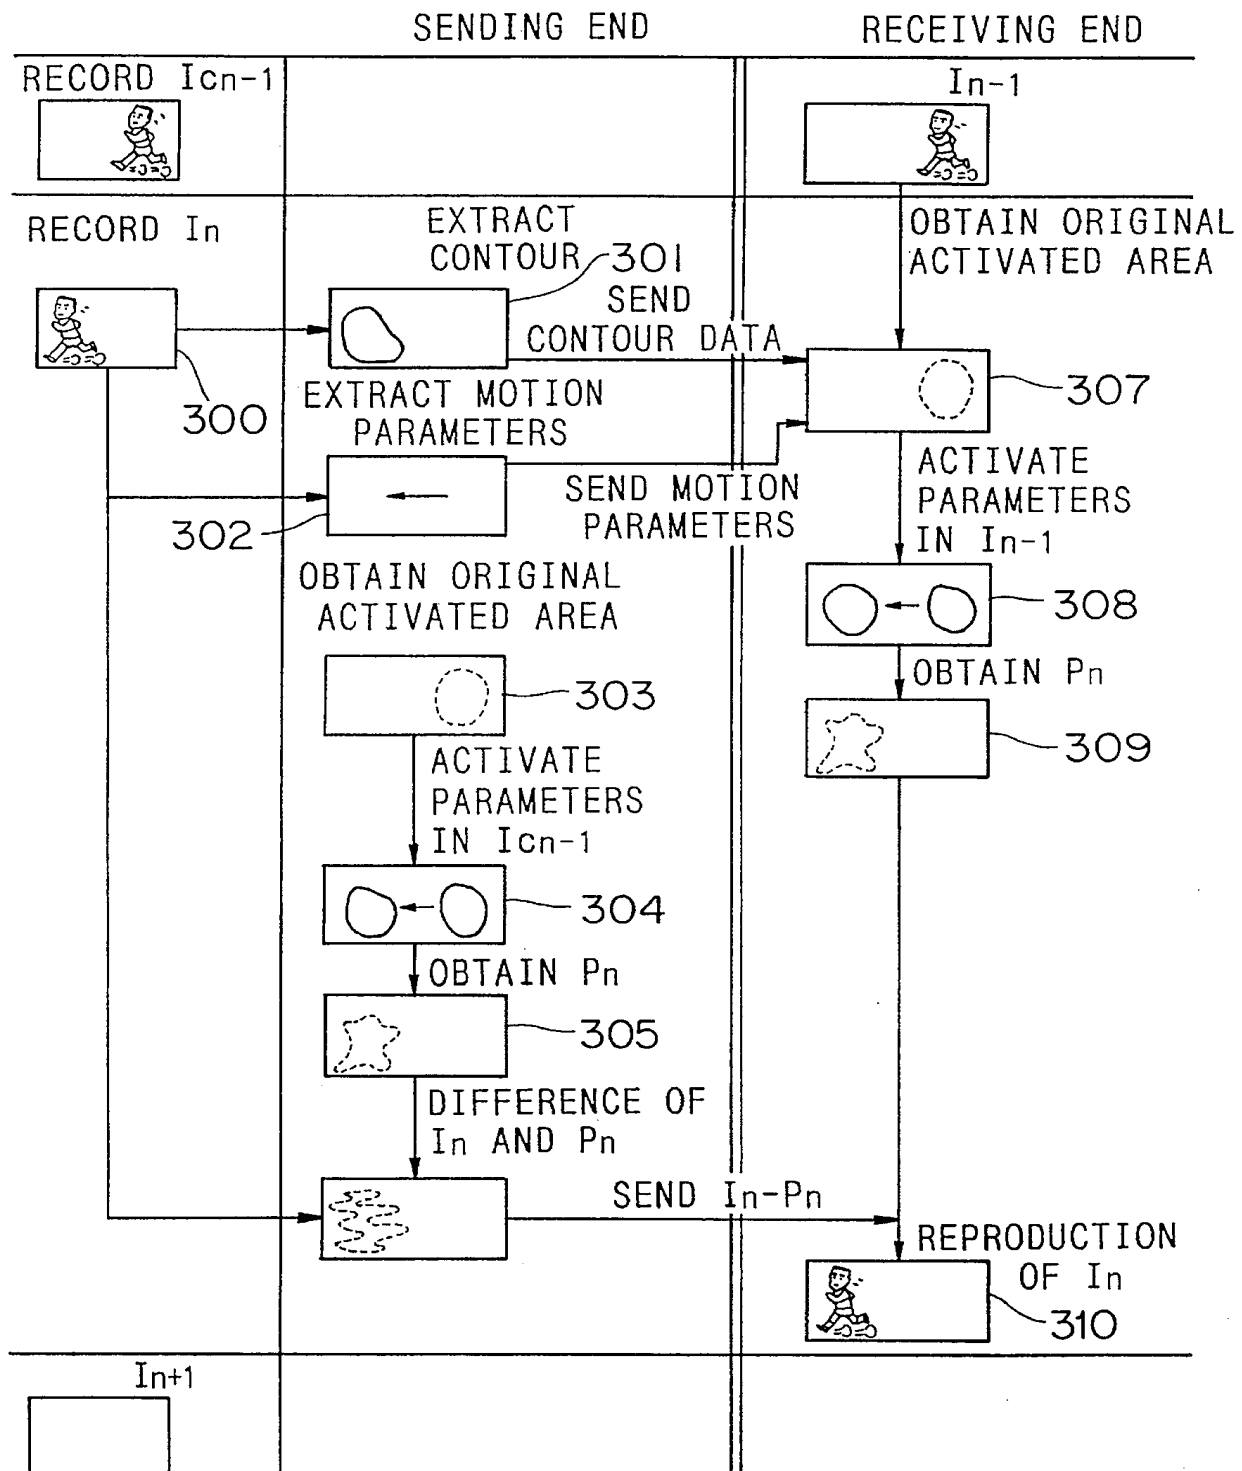 SENDING END
RECEIVING END
RECORD Icn-1
In-1
RECORD In
EXTRACT
CONTOUR
301
SEND
CONTOUR DATA
OBTAIN ORIGINAL
ACTIVATED AREA
300
307
EXTRACT MOTION
PARAMETERS
302
SEND MOTION
PARAMETERS
ACTIVATE
PARAMETERS
IN In-1
308
OBTAIN ORIGINAL
ACTIVATED AREA
303
OBTAIN Pn
309
ACTIVATE
PARAMETERS
IN Icn-1
304
OBTAIN Pn
305
DIFFERENCE OF
In AND Pn
SEND In-Pn
REPRODUCTION
OF In
310
In+1